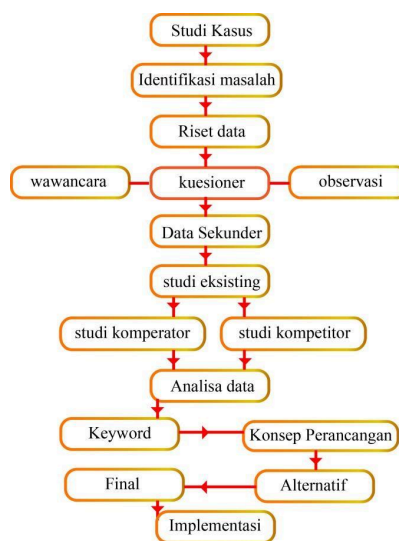 Studi Kasus
Identifikasi masalah
Riset data
wawancara
kuesioner
observasi
Data Sekunder
studi eksisting
studi komperator
studi kompetitor
Analisa data
Keyword
Konsep Perancangan
Final
Alternatif
Implementasi